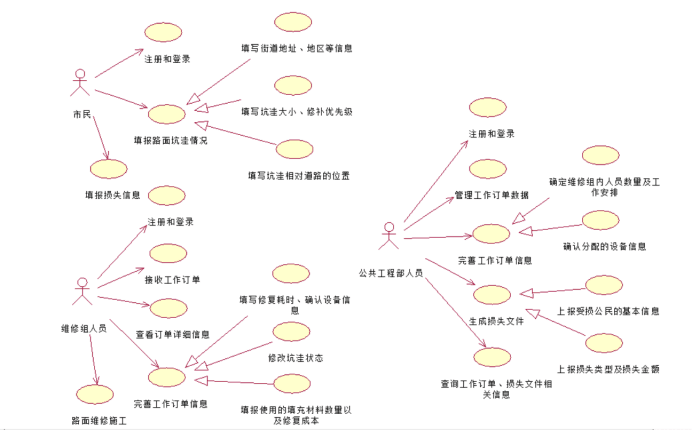 填写街道地址、地区等信息
注册和登录
市民
填写坑洼大小、修补优先级
填报路面坑洼情况
填写坑洼相对道路的位置
填报损失信息
注册和登录
接收工作订单
维修组人员
查看订单详细信息
填写修复耗时、确认设备信
息
修改坑洼状态
完善工作订单信息
填报使用的填充材料数量以
及修复成本
路面维修施工
注册和登录
管理工作订单数据
确定维修组内人员数量及工
作安排
公共工程部人员
完善工作订单信息
确认分配的设备信息
生成损失文件
上报受损公民的基本信息
上报损失类型及损失金额
查询工作订单、损失文件相
关信息